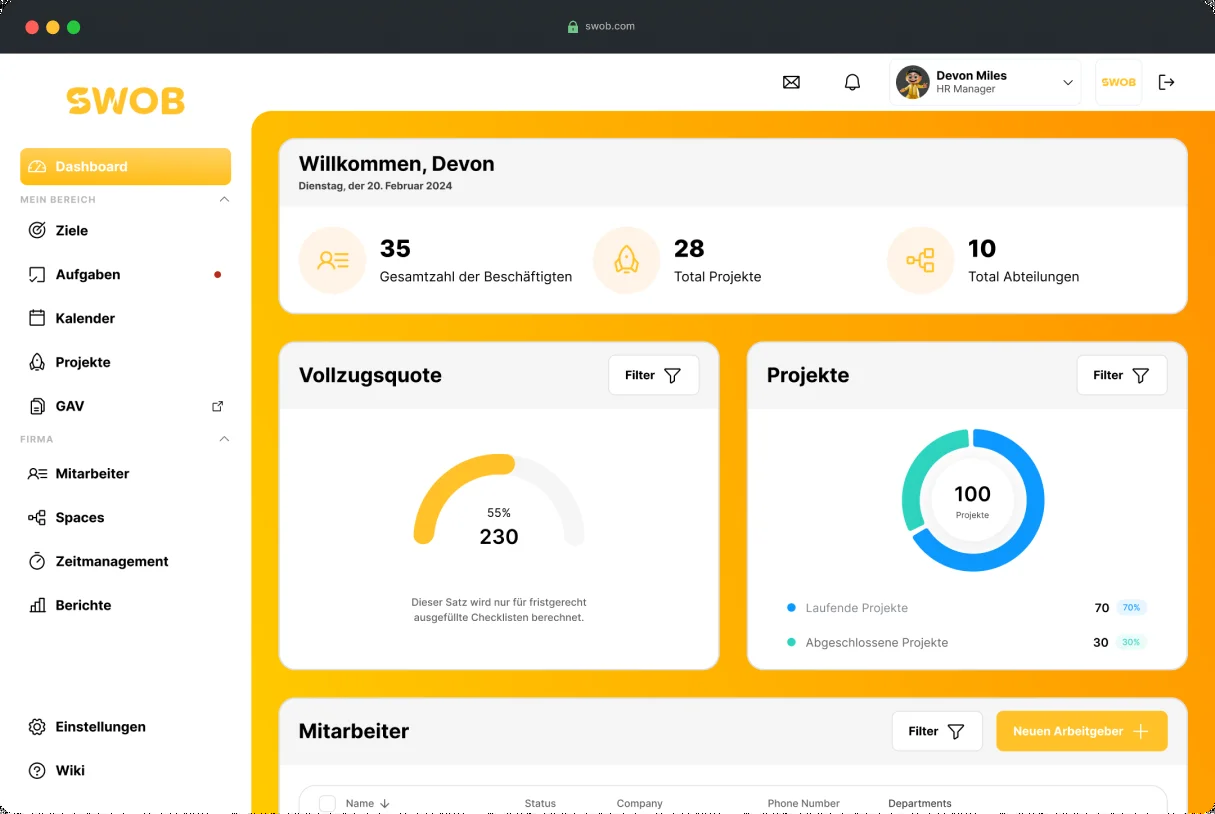 swob.com
SWOB
Devon Miles
HR Manager
SWOB
Dashboard
MEIN BEREICH
Ziele
Aufgaben
Kalender
Projekte
GAV
FIRMA
Mitarbeiter
Spaces
Zeitmanagement
Berichte
Einstellungen
Wiki
Willkommen, Devon
Dienstag, der 20. Februar 2024
35
Gesamtzahl der Beschäftigten
28
Total Projekte
10
Total Abteilungen
Vollzugsquote
Filter
55%
230
Dieser Satz wird nur für fristgerecht
ausgefüllte Checklisten berechnet.
Projekte
Filter
100
Projekte
Laufende Projekte 70 70%
Abgeschlossene Projekte 30 30%
Mitarbeiter
Filter
Neuen Arbeitgeber
Name Status Company Phone Number Departments